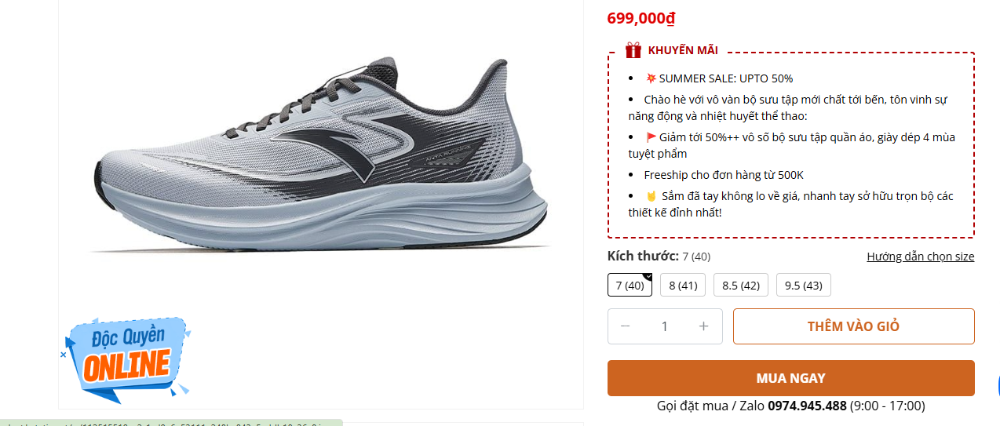 699,000₫
KHUYẾN MÃI
💥 SUMMER SALE: UPTO 50%
Chào hè với vô vàn bộ sưu tập mới chất tới bến, tôn vinh sự
năng động và nhiệt huyết thể thao:
🚩 Giảm tới 50%++ vô số bộ sưu tập quần áo, giày dép 4 mùa
tuyệt phẩm
Freeship cho đơn hàng từ 500K
🤘 Sắm đã tay không lo về giá, nhanh tay sở hữu trọn bộ các
thiết kế đỉnh nhất!
Kích thước: 7 (40)
Hướng dẫn chọn size
7 (40) 8 (41) 8.5 (42) 9.5 (43)
− 1 +
THÊM VÀO GIỎ
MUA NGAY
Gọi đặt mua / Zalo 0974.945.488 (9:00 - 17:00)
ANTA RUNNING
Độc Quyền
ONLINE